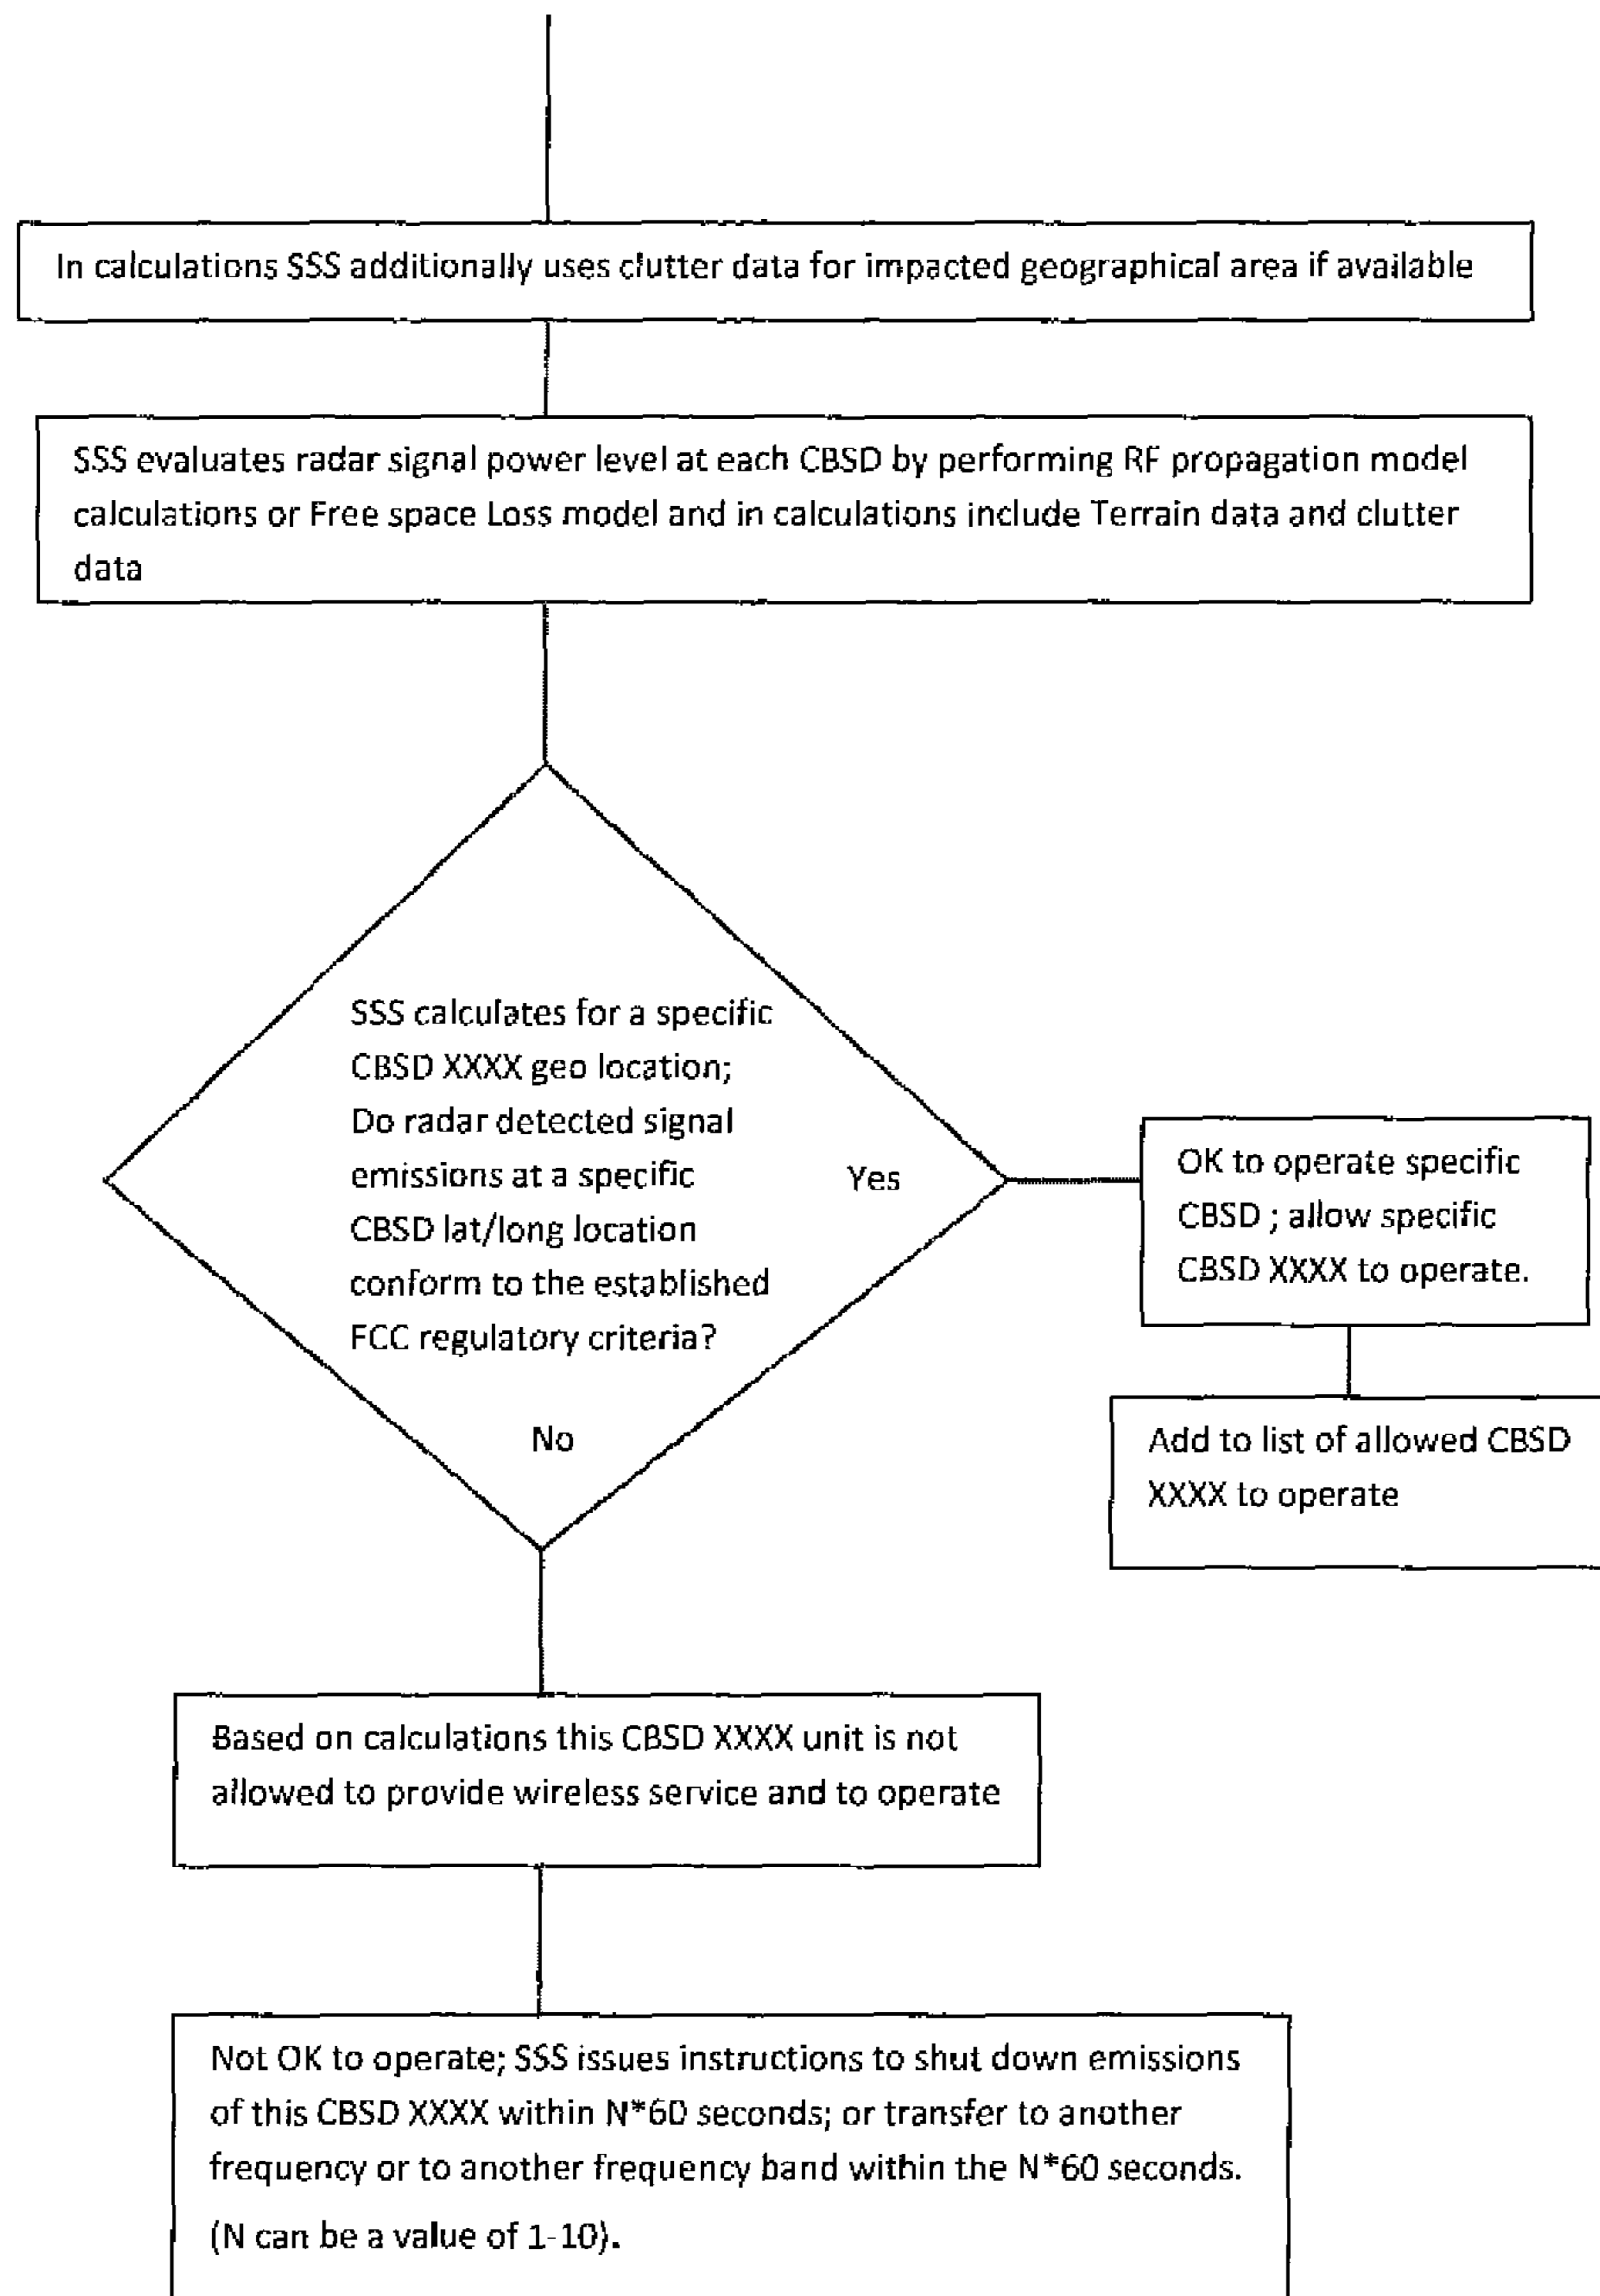 In calculations SSS additionally uses clutter data for impacted geographical area if available
SSS evaluates radar signal power level at each CBSD by performing RF propagation model
calculations or Free space Loss model and in calculations include Terrain data and clutter
data
SSS calculates for a specific
CBSD XXXX geo location;
Do radar detected signal
emissions at a specific
CBSD lat/long location
conform to the established
FCC regulatory criteria?
Yes
No
OK to operate specific
CBSD ; allow specific
CBSD XXXX to operate.
Add to list of allowed CBSD
XXXX to operate
Based on calculations this CBSD XXXX unit is not
allowed to provide wireless service and to operate
Not OK to operate; SSS issues instructions to shut down emissions
of this CBSD XXXX within N*60 seconds; or transfer to another
frequency or to another frequency band within the N*60 seconds.
(N can be a value of 1-10).